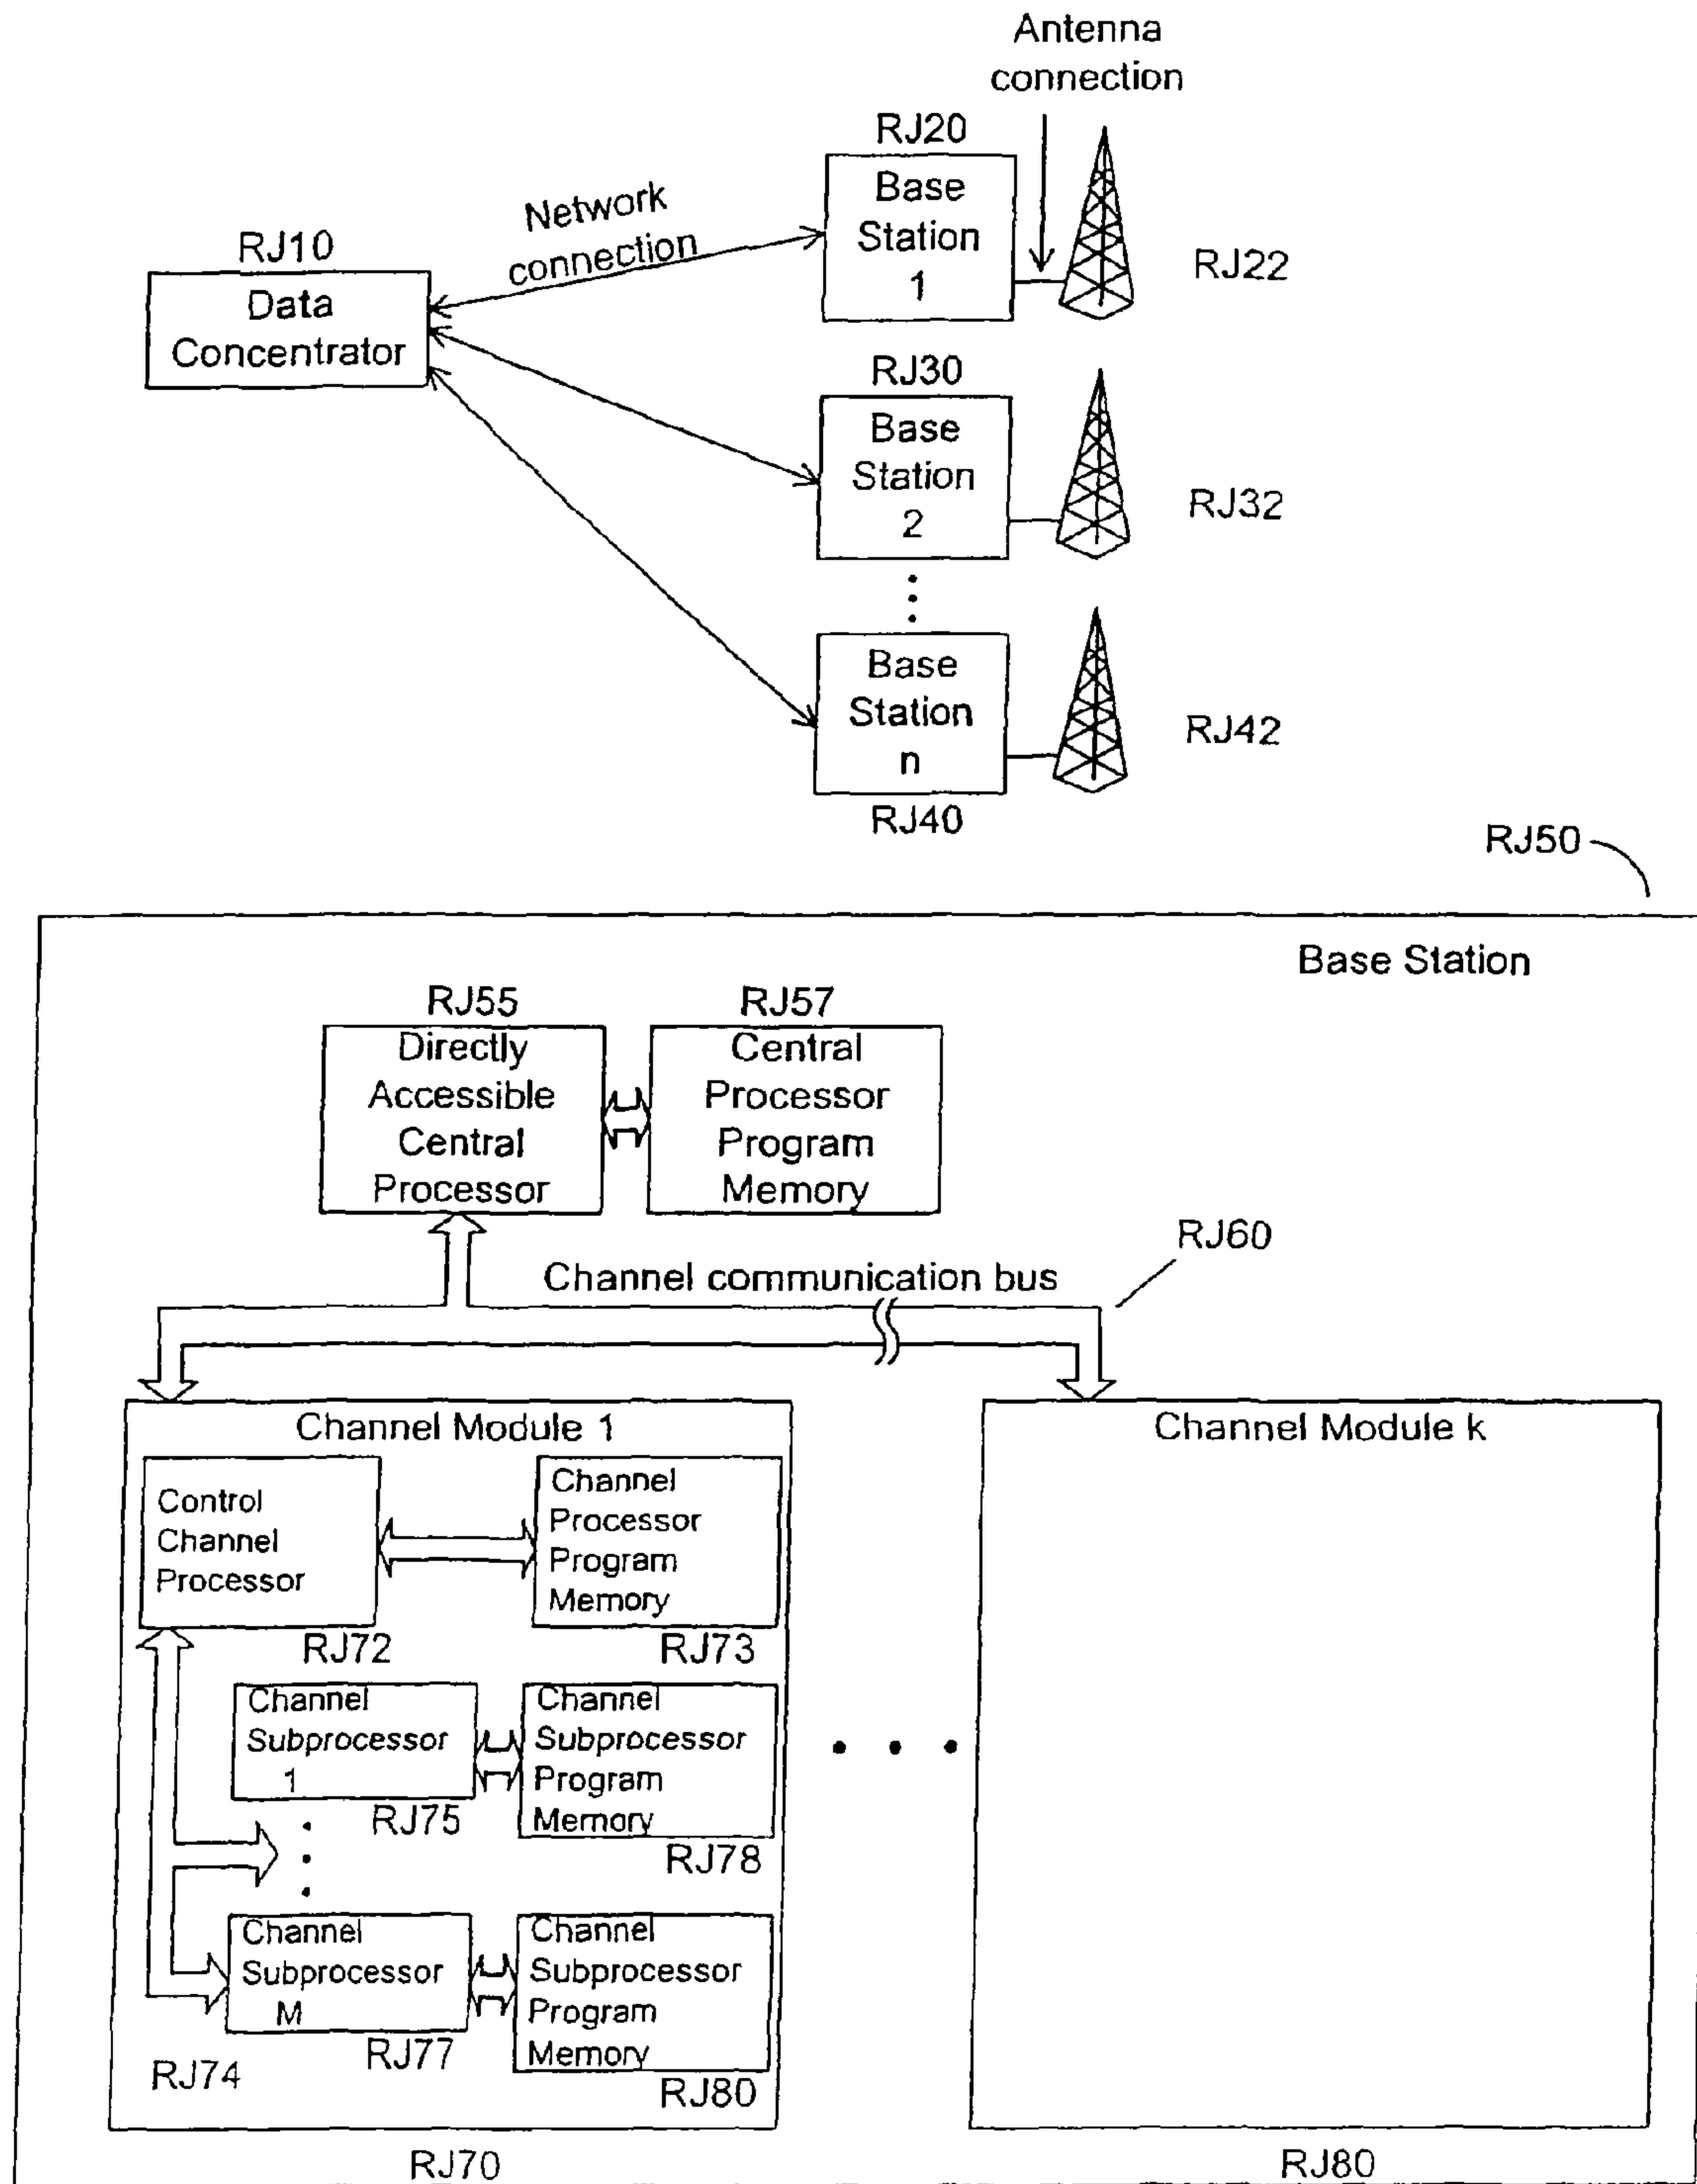 Antenna
connection
RJ20
Base
Station
1
Network
connection
RJ10
Data
Concentrator
RJ22
RJ30
Base
Station
2
RJ32
Base
Station
n
RJ40
RJ42
RJ50
Base Station
RJ55
Directly
Accessible
Central
Processor
RJ57
Central
Processor
Program
Memory
RJ60
Channel communication bus
Channel Module 1
Control
Channel
Processor
RJ72
Channel
Processor
Program
Memory
RJ73
Channel
Subprocessor
1
RJ75
Channel
Subprocessor
Program
Memory
RJ78
Channel
Subprocessor
M
RJ77
Channel
Subprocessor
Program
Memory
RJ80
RJ74
RJ70
Channel Module k
RJ80